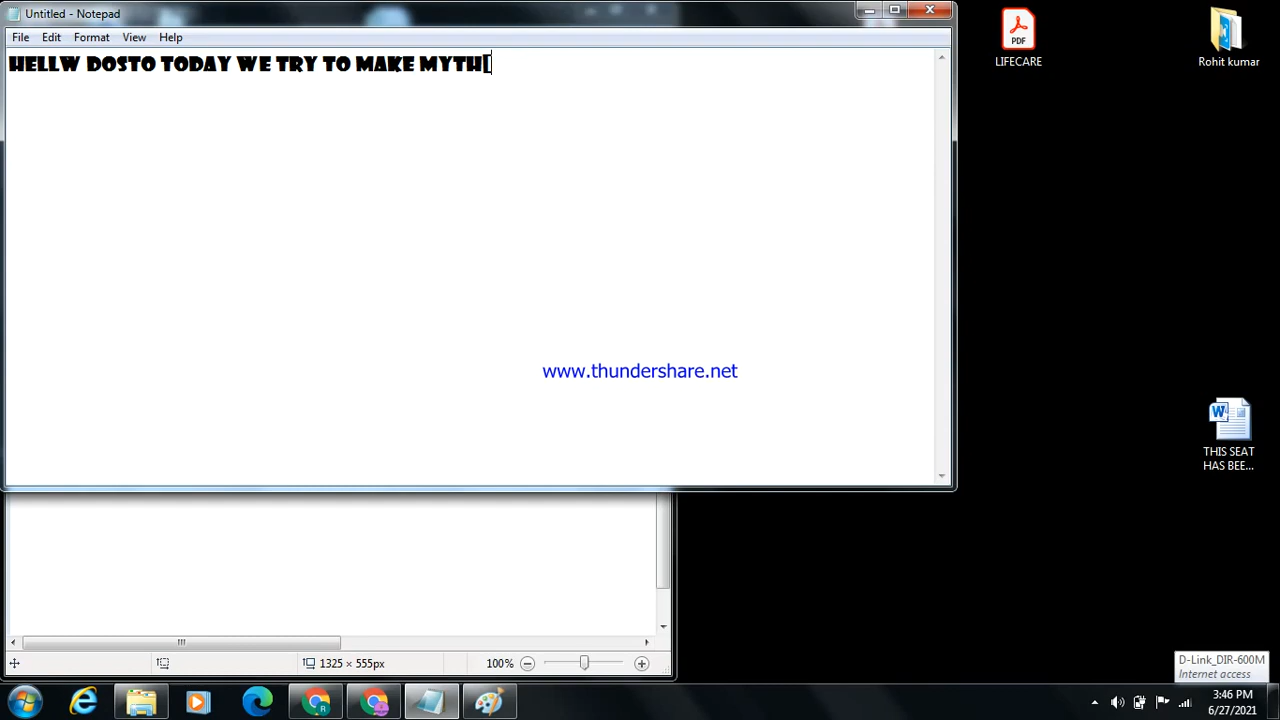 Untitled - Notepad
File Edit Format View Help
HELLW DOSTO TODAY WE TRY TO MAKE MYTH[
www.thundershare.net
LIFECARE
Rohit kumar
THIS SEAT
HAS BEE...
1325 × 555px
100%
D-Link_DIR-600M
Internet access
3:46 PM
6/27/2021